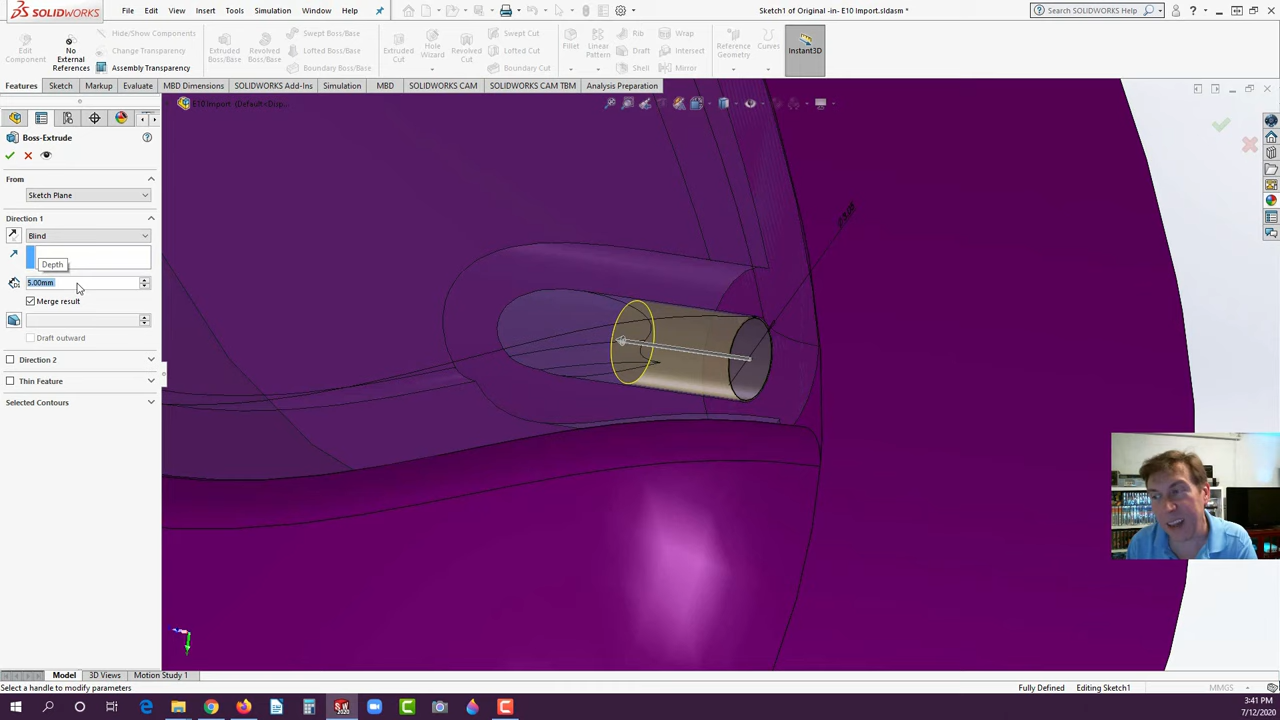 SOLIDWORKS File Edit View Insert Tools Simulation Window Help Sketch1 of Original -in- E10 Import.sldasm * Search SOLIDWORKS Help
Edit Component
No External References
Hide/Show Components
Change Transparency
Assembly Transparency
Extruded Boss/Base
Revolved Boss/Base
Swept Boss/Base
Lofted Boss/Base
Boundary Boss/Base
Extruded Cut
Hole Wizard
Revolved Cut
Swept Cut
Lofted Cut
Boundary Cut
Fillet
Linear Pattern
Rib
Draft
Shell
Wrap
Intersect
Mirror
Reference Geometry
Curves
Instant3D
Features Sketch Markup Evaluate MBD Dimensions SOLIDWORKS Add-Ins Simulation MBD SOLIDWORKS CAM SOLIDWORKS CAM TBM Analysis Preparation
E10 Import (Default<Disp...
Boss-Extrude
From
Sketch Plane
Direction 1
Blind
Depth
5.00mm
Merge result
Draft outward
Direction 2
Thin Feature
Selected Contours
Model 3D Views Motion Study 1
Select a handle to modify parameters Fully Defined Editing Sketch1 MMGS
3:41 PM
7/12/2020